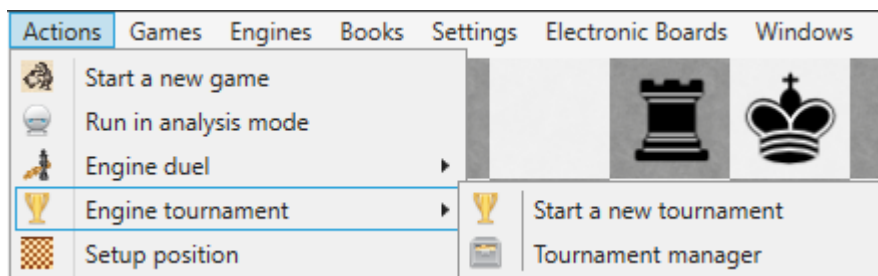 Actions Games Engines Books Settings Electronic Boards Windows
Start a new game
Run in analysis mode
Engine duel
Engine tournament
Start a new tournament
Setup position
Tournament manager